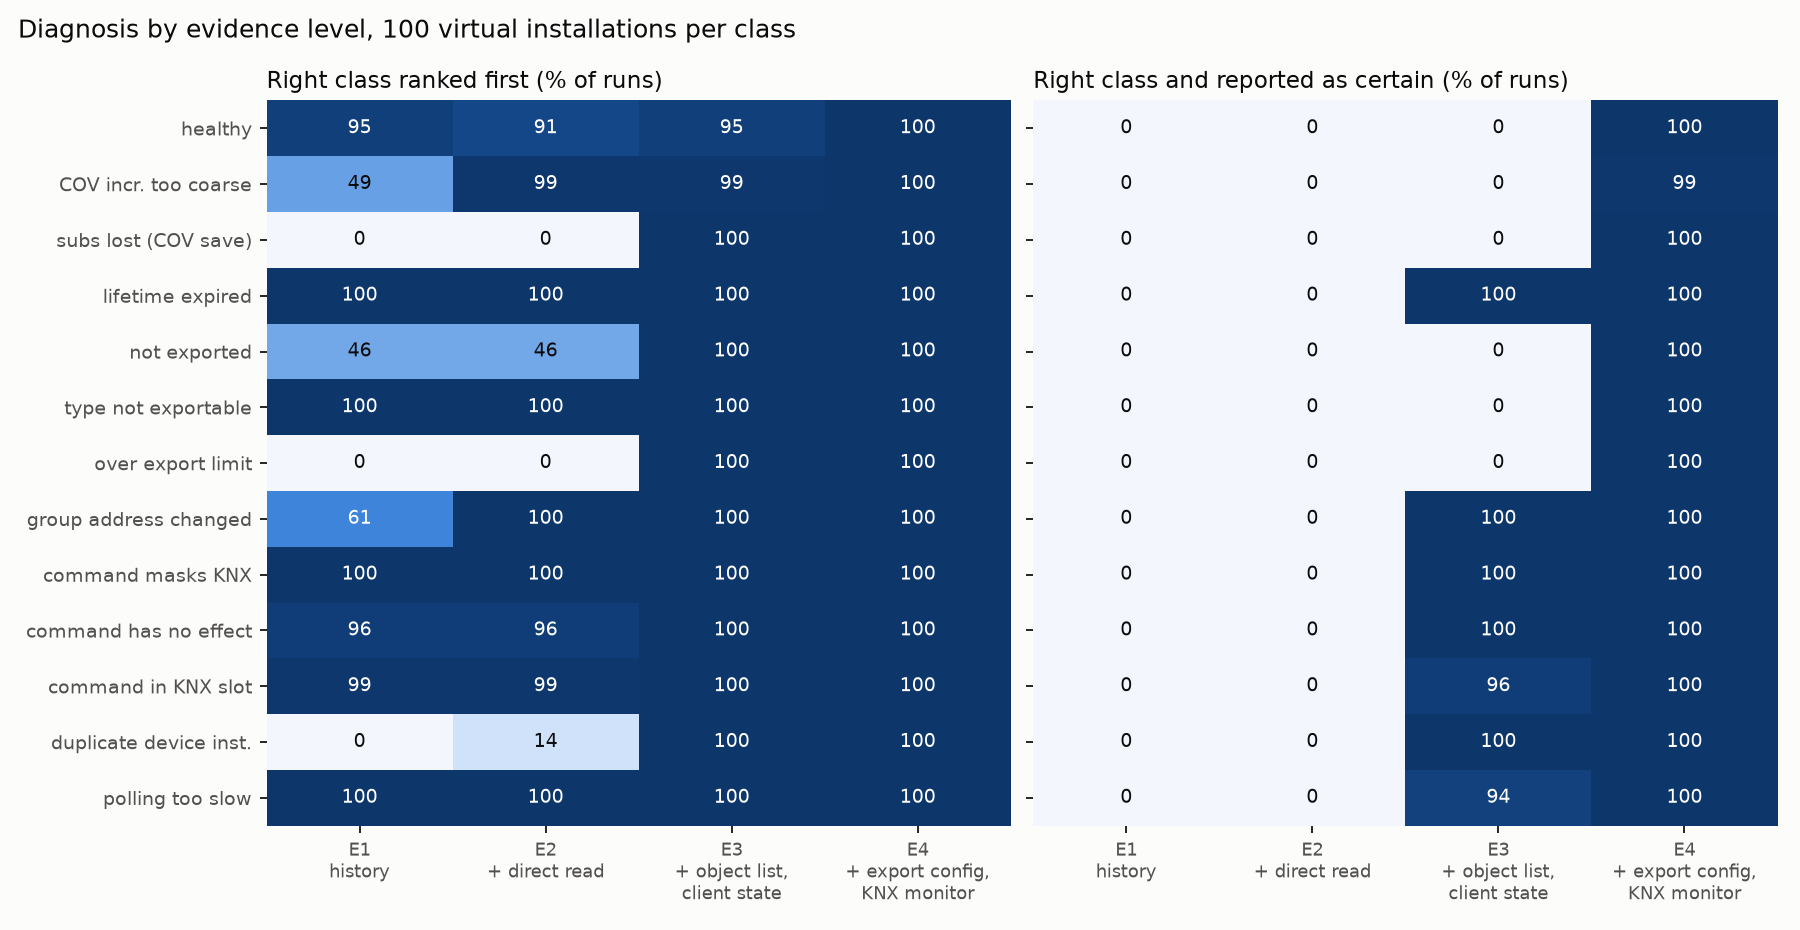 Diagnosis by evidence level, 100 virtual installations per class
Right class ranked first (% of runs)
Right class and reported as certain (% of runs)
healthy 95 91 95 100 0 0 0 100
COV incr. too coarse 49 99 99 100 0 0 0 99
subs lost (COV save) 0 0 100 100 0 0 0 100
lifetime expired 100 100 100 100 0 0 100 100
not exported 46 46 100 100 0 0 0 100
type not exportable 100 100 100 100 0 0 0 100
over export limit 0 0 100 100 0 0 0 100
group address changed 61 100 100 100 0 0 100 100
command masks KNX 100 100 100 100 0 0 100 100
command has no effect 96 96 100 100 0 0 100 100
command in KNX slot 99 99 100 100 0 0 96 100
duplicate device inst. 0 14 100 100 0 0 100 100
polling too slow 100 100 100 100 0 0 94 100
E1 E2 E3 E4 E1 E2 E3 E4
history + direct read + object list, + export config, history + direct read + object list, + export config,
client state KNX monitor client state KNX monitor